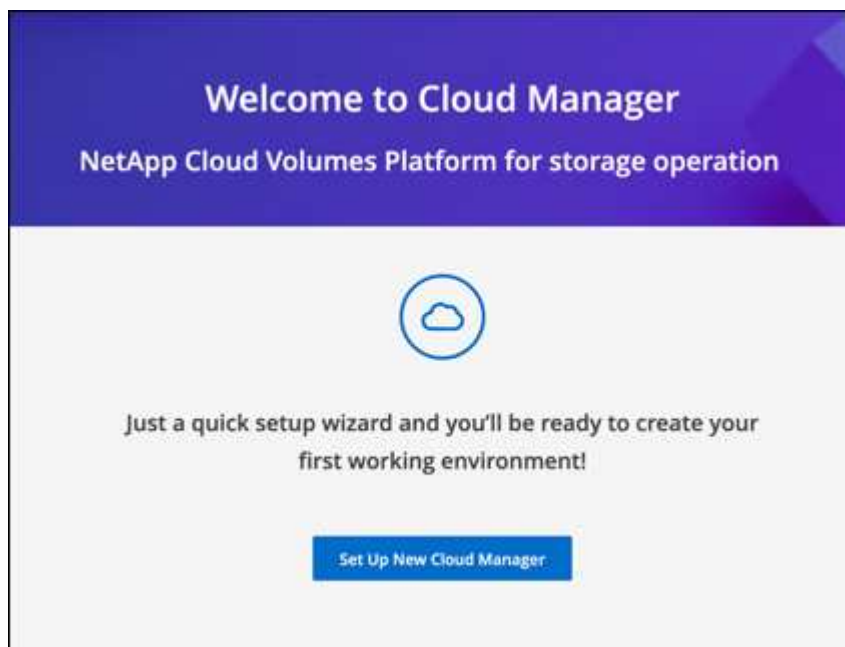 Welcome to Cloud Manager
NetApp Cloud Volumes Platform for storage operation
Just a quick setup wizard and you'll be ready to create your
first working environment!
Set Up New Cloud Manager